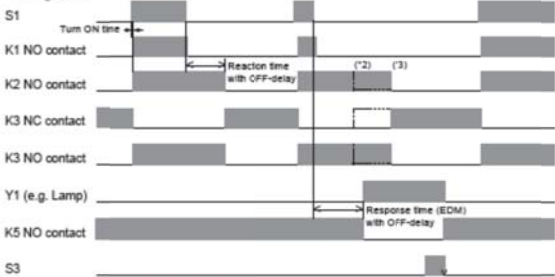 S1
Turn ON time
K1 NO contact
Reaction time
with OFF-delay
(*2) (*3)
K2 NO contact
K3 NC contact
K3 NO contact
Y1 (e.g. Lamp)
Response time (EDM)
with OFF-delay
K5 NO contact
S3